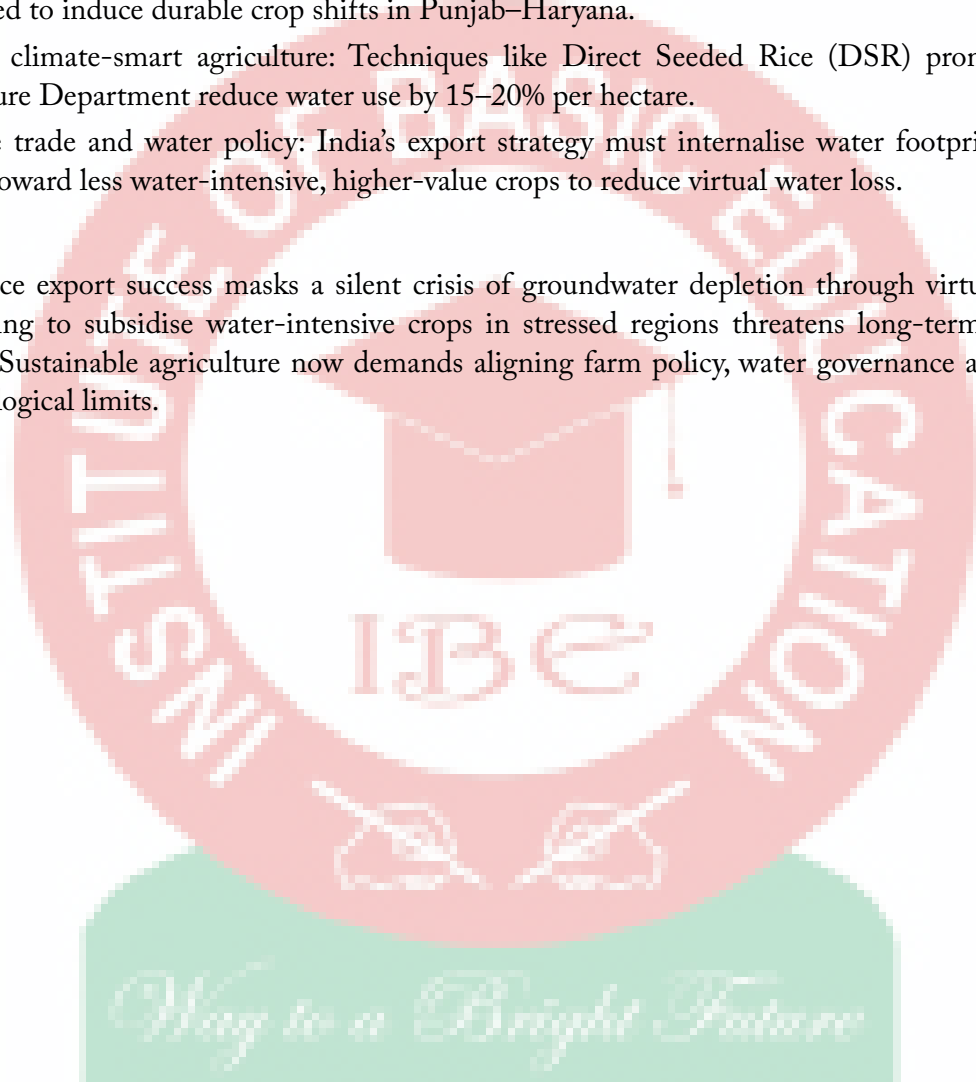 ed to induce durable crop shifts in Punjab–Haryana.
climate-smart agriculture: Techniques like Direct Seeded Rice (DSR) pron
ure Department reduce water use by 15–20% per hectare.
trade and water policy: India’s export strategy must internalise water footpri
oward less water-intensive, higher-value crops to reduce virtual water loss.
ce export success masks a silent crisis of groundwater depletion through virtu
ing to subsidise water-intensive crops in stressed regions threatens long-term
Sustainable agriculture now demands aligning farm policy, water governance a
logical limits.
INSTITUTE OF BASIC EDUCATION
IBE
Way to a Bright Future